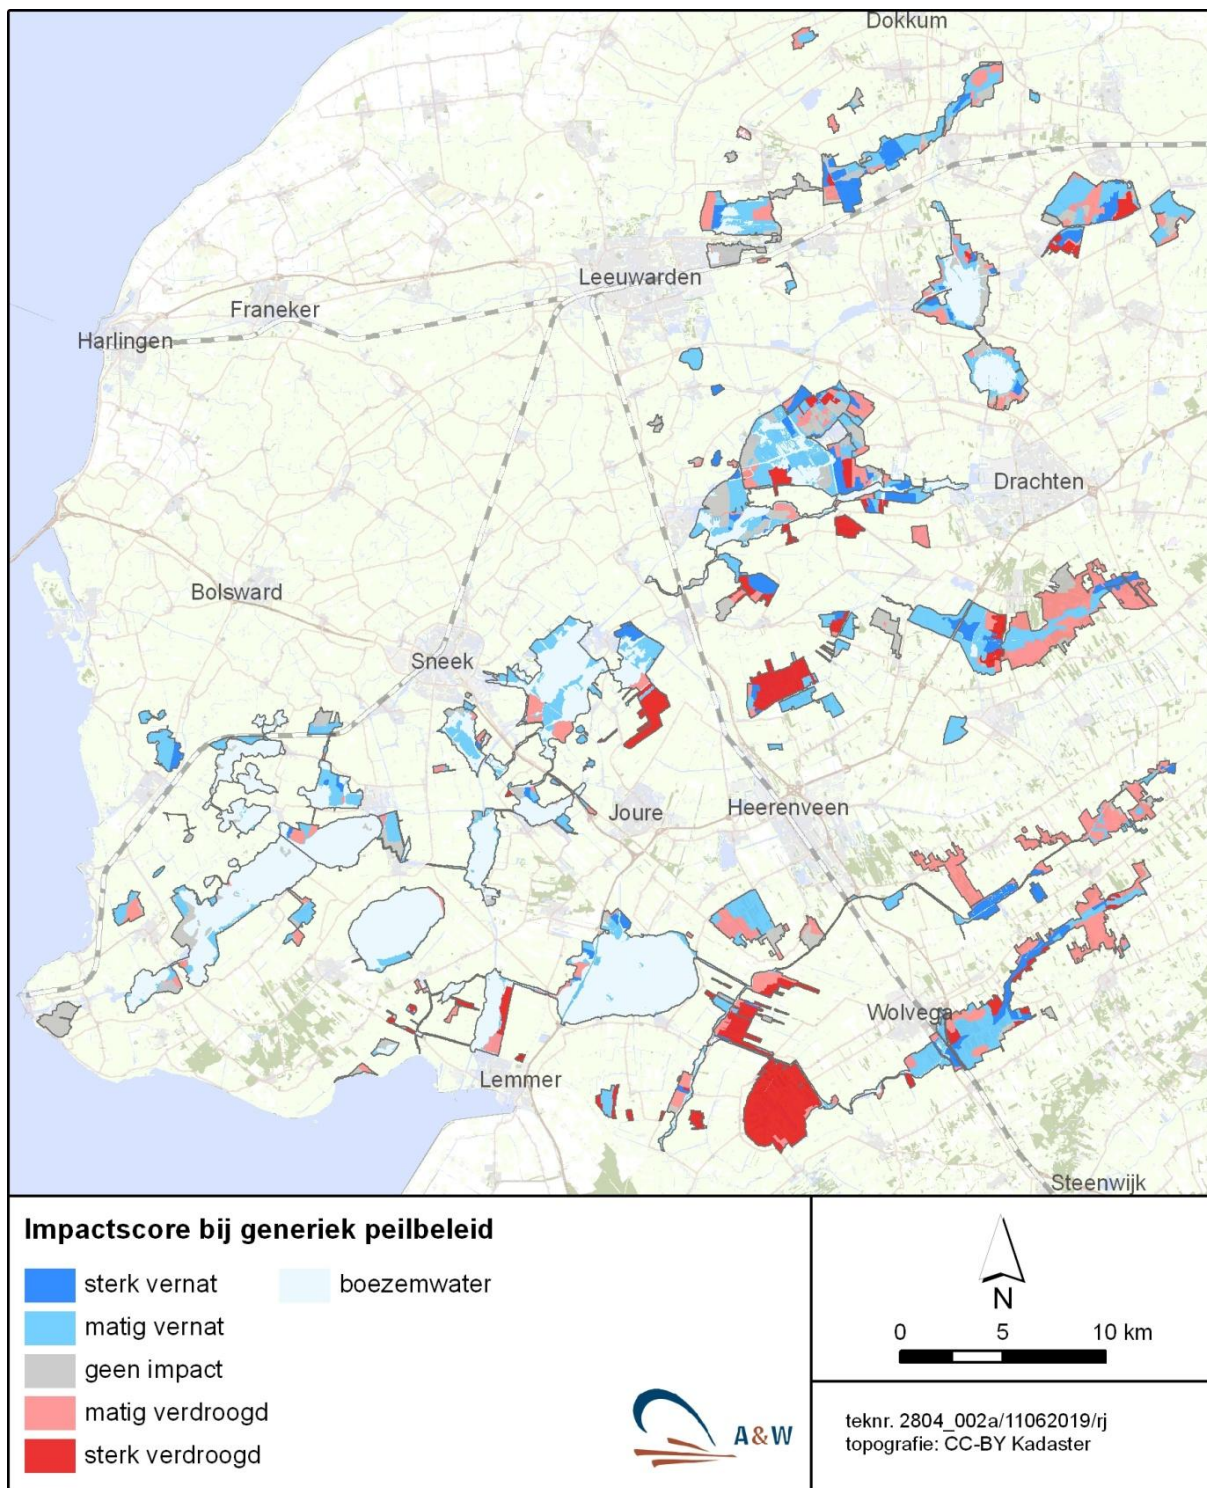 Dokkum
Leeuwarden
Franeker
Harlingen
Drachten
Bolsward
Sneek
Joure
Heerenveen
Wolvega
Lemmer
Steenwijk
Impactscore bij generiek peilbeleid
sterk vernat
boezemwater
matig vernat
geen impact
matig verdroogd
sterk verdroogd
A&W
N
0 5 10 km
teknr. 2804_002a/11062019/rj
topografie: CC-BY Kadaster